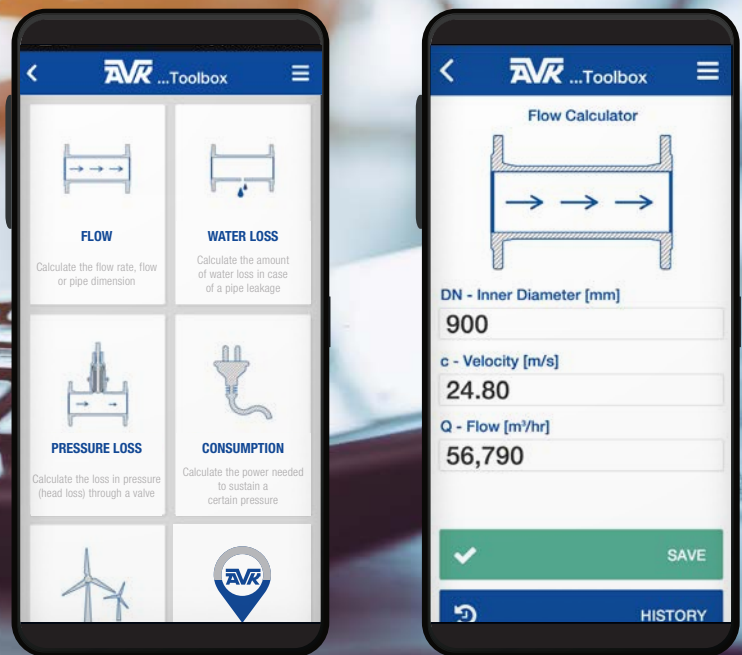 AVK ...Toolbox
FLOW
Calculate the flow rate, flow
or pipe dimension
WATER LOSS
Calculate the amount
of water loss in case
of a pipe leakage
PRESSURE LOSS
Calculate the loss in pressure
(head loss) through a valve
CONSUMPTION
Calculate the power needed
to sustain a
certain pressure
AVK
AVK ...Toolbox
Flow Calculator
DN - Inner Diameter [mm]
900
c - Velocity [m/s]
24.80
Q - Flow [m³/hr]
56,790
SAVE
HISTORY